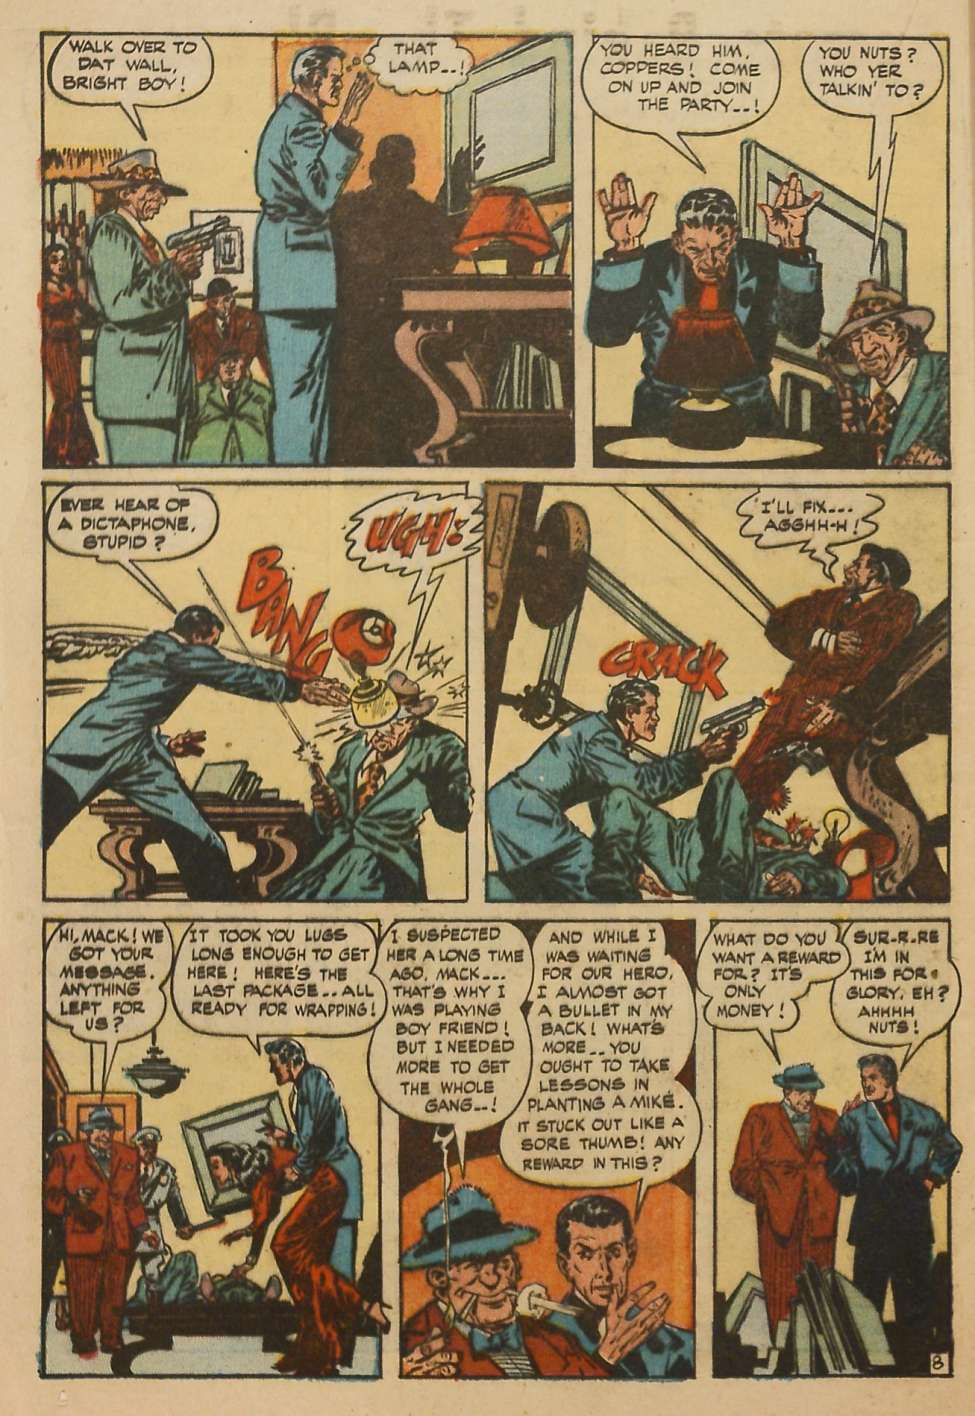 WALK OVER TO
DAT WALL,
BRIGHT BOY!
THAT
LAMP--!
YOU HEARD HIM,
COPPERS! COME
ON UP AND JOIN
THE PARTY--!
YOU NUTS?
WHO YER
TALKIN' TO?
EVER HEAR OF
A DICTAPHONE,
STUPID?
BANG
UGH!
I'LL FIX---
AGGHH-H!
CRACK
HI, MACK! WE
GOT YOUR
MESSAGE.
ANYTHING
LEFT FOR
US?
IT TOOK YOU LUGS
LONG ENOUGH TO GET
HERE! HERE'S THE
LAST PACKAGE-- ALL
READY FOR WRAPPING!
I SUSPECTED
HER A LONG TIME
AGO, MACK---
THAT'S WHY I
WAS PLAYING
BOY FRIEND!
BUT I NEEDED
MORE TO GET
THE WHOLE
GANG--!
AND WHILE I
WAS WAITING
FOR OUR HERO,
I ALMOST GOT
A BULLET IN MY
BACK! WHAT'S
MORE-- YOU
OUGHT TO TAKE
LESSONS IN
PLANTING A MIKE.
IT STUCK OUT LIKE A
SORE THUMB! ANY
REWARD IN THIS?
WHAT DO YOU
WANT A REWARD
FOR? IT'S
ONLY
MONEY!
SUR-R-RE
I'M IN
THIS FOR
GLORY, EH?
AHHHH
NUTS!
8